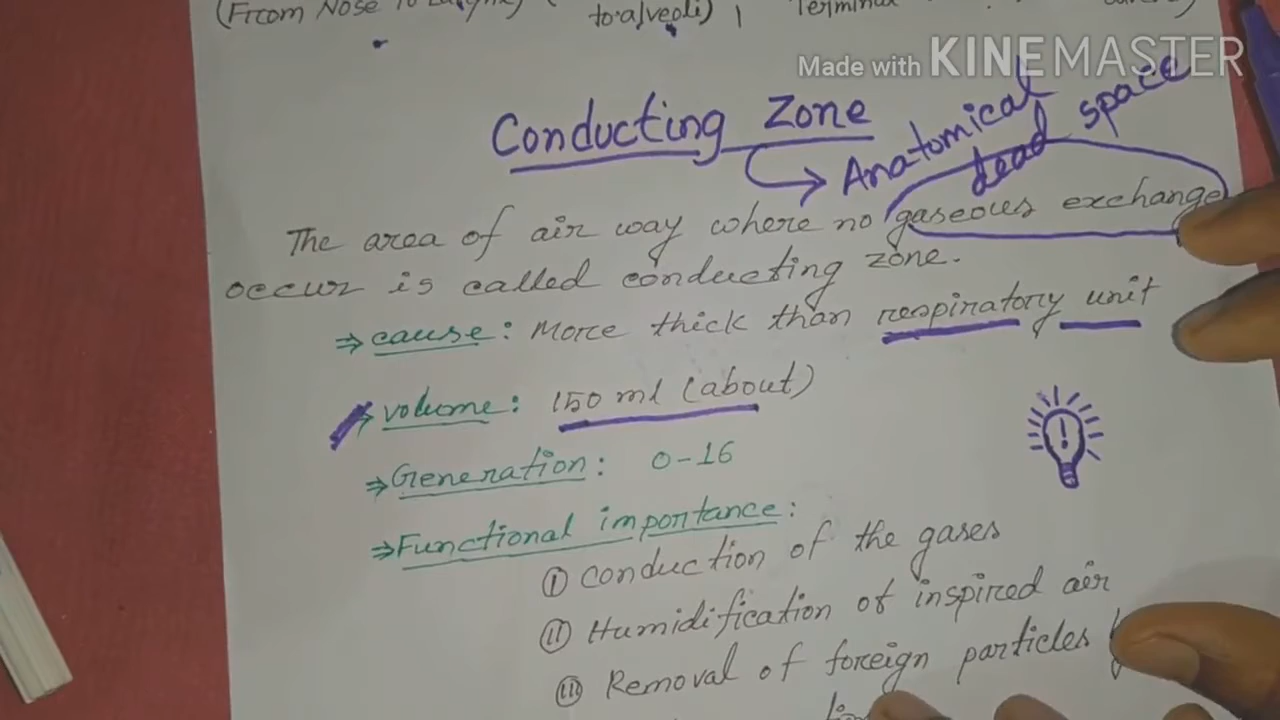 (From Nose to
to alveoli)
Terminal
Made with KINEMASTER
Conducting Zone
Anatomical
dead space
The area of air way where no gaseous exchange
occur is called conducting zone.
⇒ cause: More thick than respiratory unit
⇒ volume: 150 ml (about)
⇒ Generation: 0-16
⇒ Functional importance:
(i) Conduction of the gases
(ii) Humidification of inspired air
(iii) Removal of foreign particles